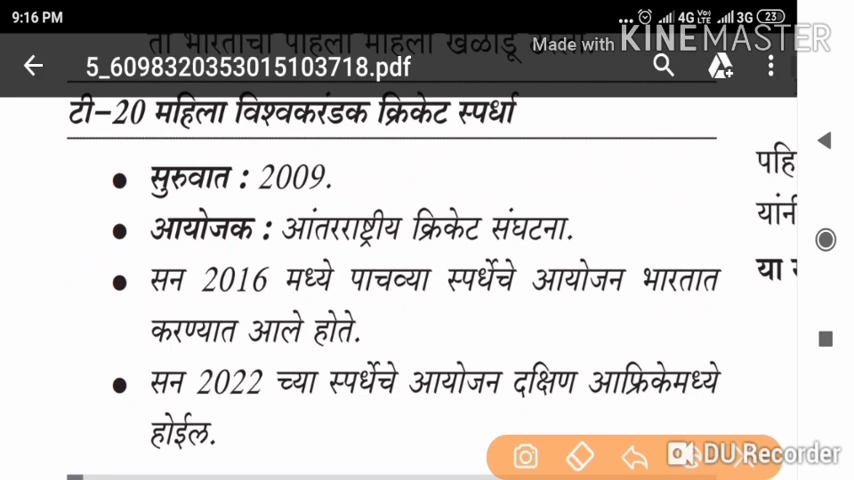 9:16 PM
4G VoLTE 3G 23
Made with KINEMASTER
5_6098320353015103718.pdf
टी-20 महिला विश्वकरंडक क्रिकेट स्पर्धा
सुरुवात : 2009.
आयोजक : आंतरराष्ट्रीय क्रिकेट संघटना.
सन 2016 मध्ये पाचव्या स्पर्धेचे आयोजन भारतात
करण्यात आले होते.
सन 2022 च्या स्पर्धेचे आयोजन दक्षिण आफ्रिकेमध्ये
होईल.
पहि
यांनी
या
DU Recorder